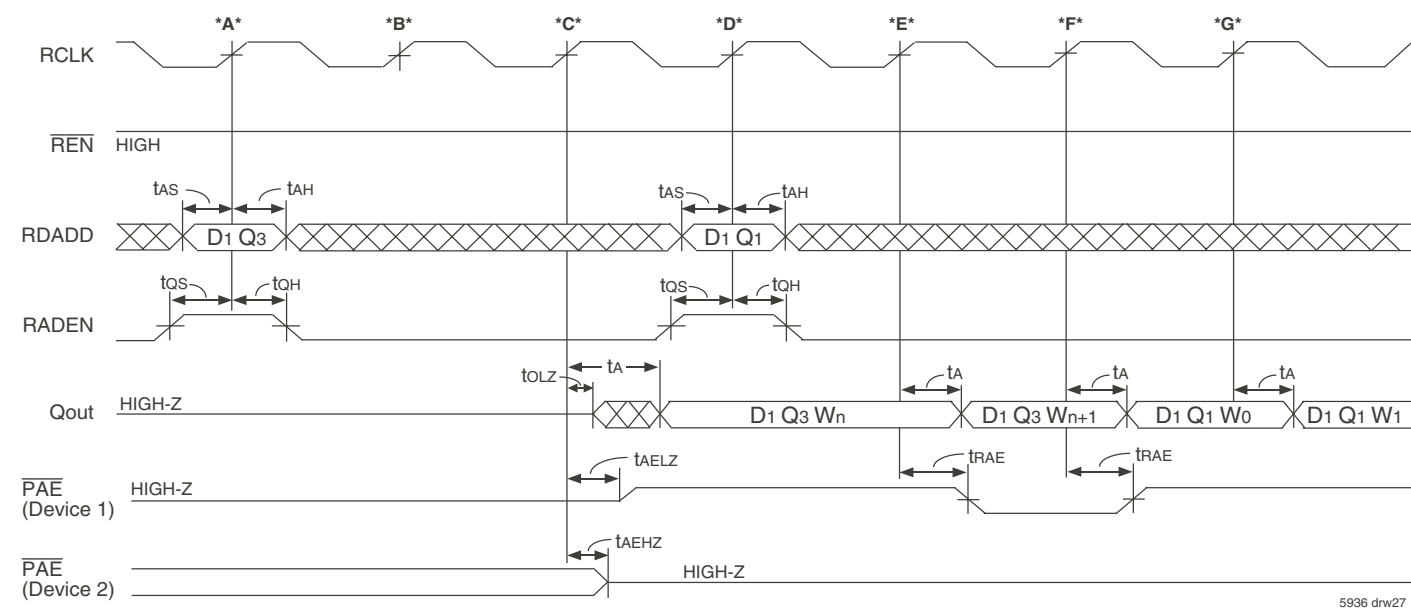 *A* *B* *C* *D* *E* *F* *G*
RCLK
REN HIGH
tAS tAH tAS tAH
RDADD D1 Q3 D1 Q1
tQS tQH tQS tQH
RADEN
tOLZ tA tA tA tA
Qout HIGH-Z D1 Q3 Wn D1 Q3 Wn+1 D1 Q1 W0 D1 Q1 W1
tAELZ tRAE tRAE
PAE HIGH-Z
(Device 1)
tAEHZ
PAE HIGH-Z
(Device 2)
5936 drw27